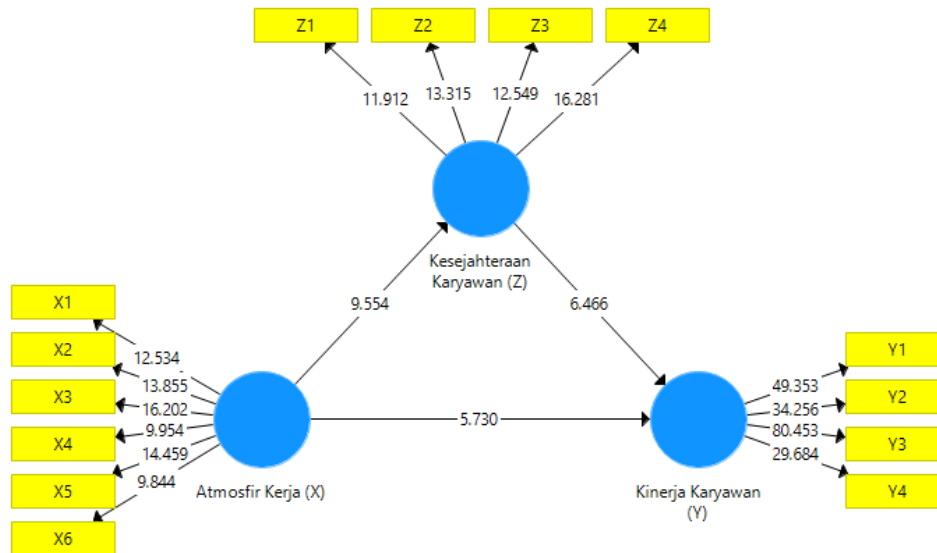 Z1
Z2
Z3
Z4
11.912
13.315
12.549
16.281
Kesejahteraan
Karyawan (Z)
9.554
6.466
X1
X2
X3
X4
X5
X6
12.534
13.855
16.202
9.954
14.459
9.844
Atmosfir Kerja (X)
5.730
Y1
Y2
Y3
Y4
49.353
34.256
80.453
29.684
Kinerja Karyawan
(Y)